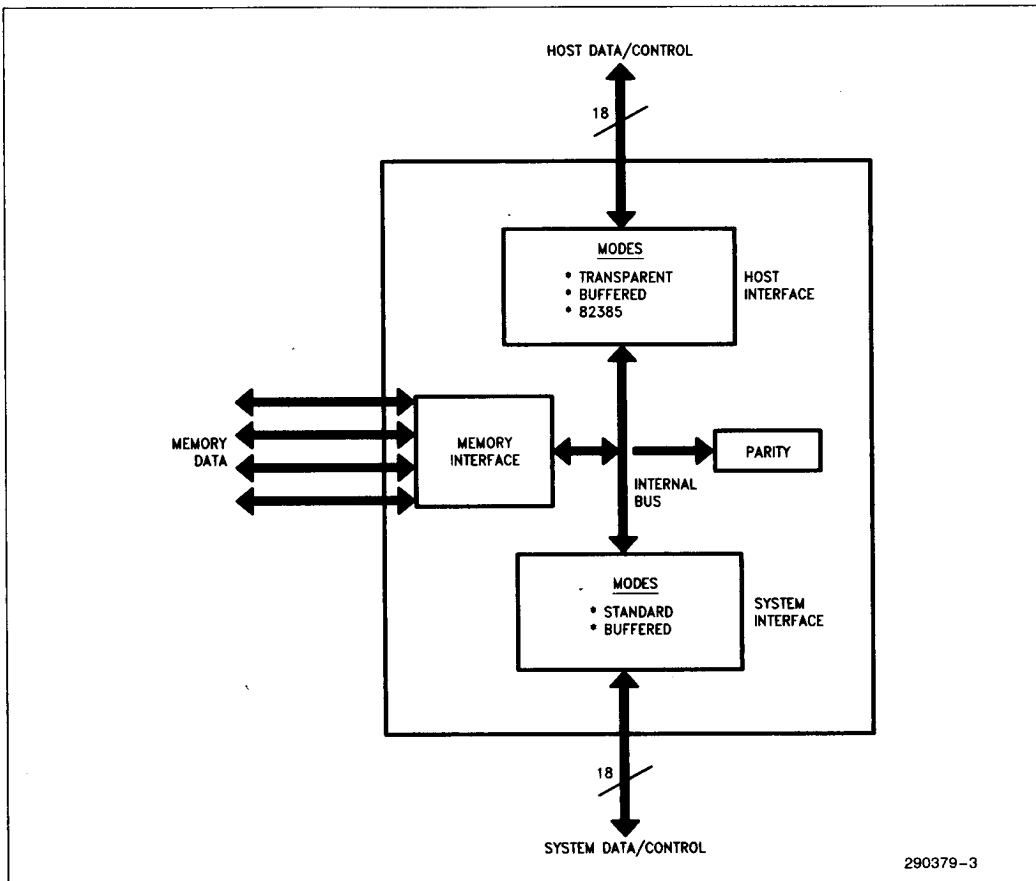 HOST DATA/CONTROL
18
MODES
* TRANSPARENT
* BUFFERED
* 82385
HOST
INTERFACE
MEMORY
DATA
MEMORY
INTERFACE
PARITY
INTERNAL
BUS
MODES
* STANDARD
* BUFFERED
SYSTEM
INTERFACE
18
SYSTEM DATA/CONTROL
290379-3